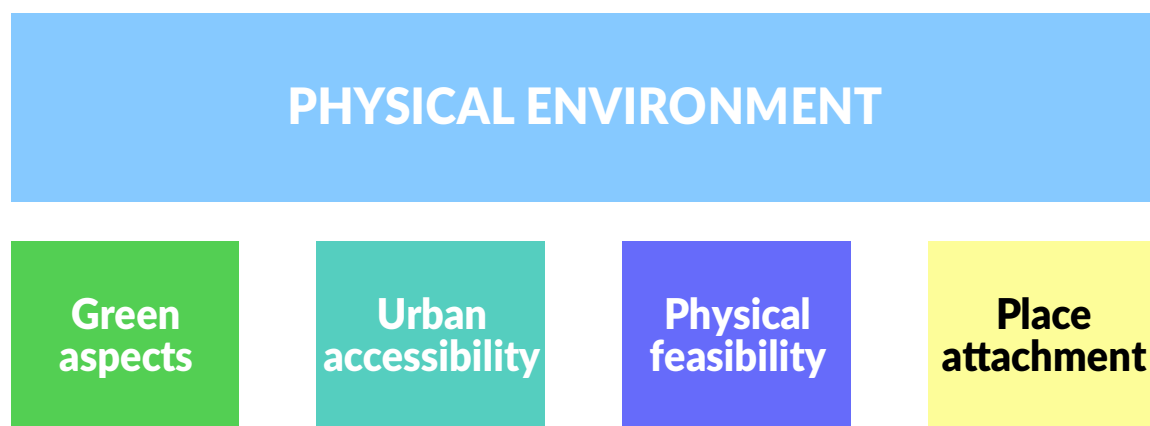 PHYSICAL ENVIRONMENT
Green
aspects
Urban
accessibility
Physical
feasibility
Place
attachment